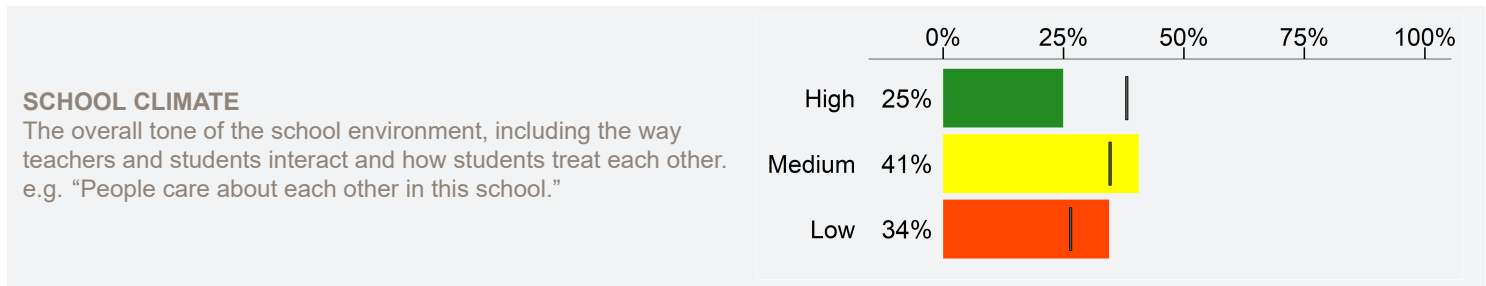 SCHOOL CLIMATE
The overall tone of the school environment, including the way
teachers and students interact and how students treat each other.
e.g. “People care about each other in this school.”
0% 25% 50% 75% 100%
High 25%
Medium 41%
Low 34%